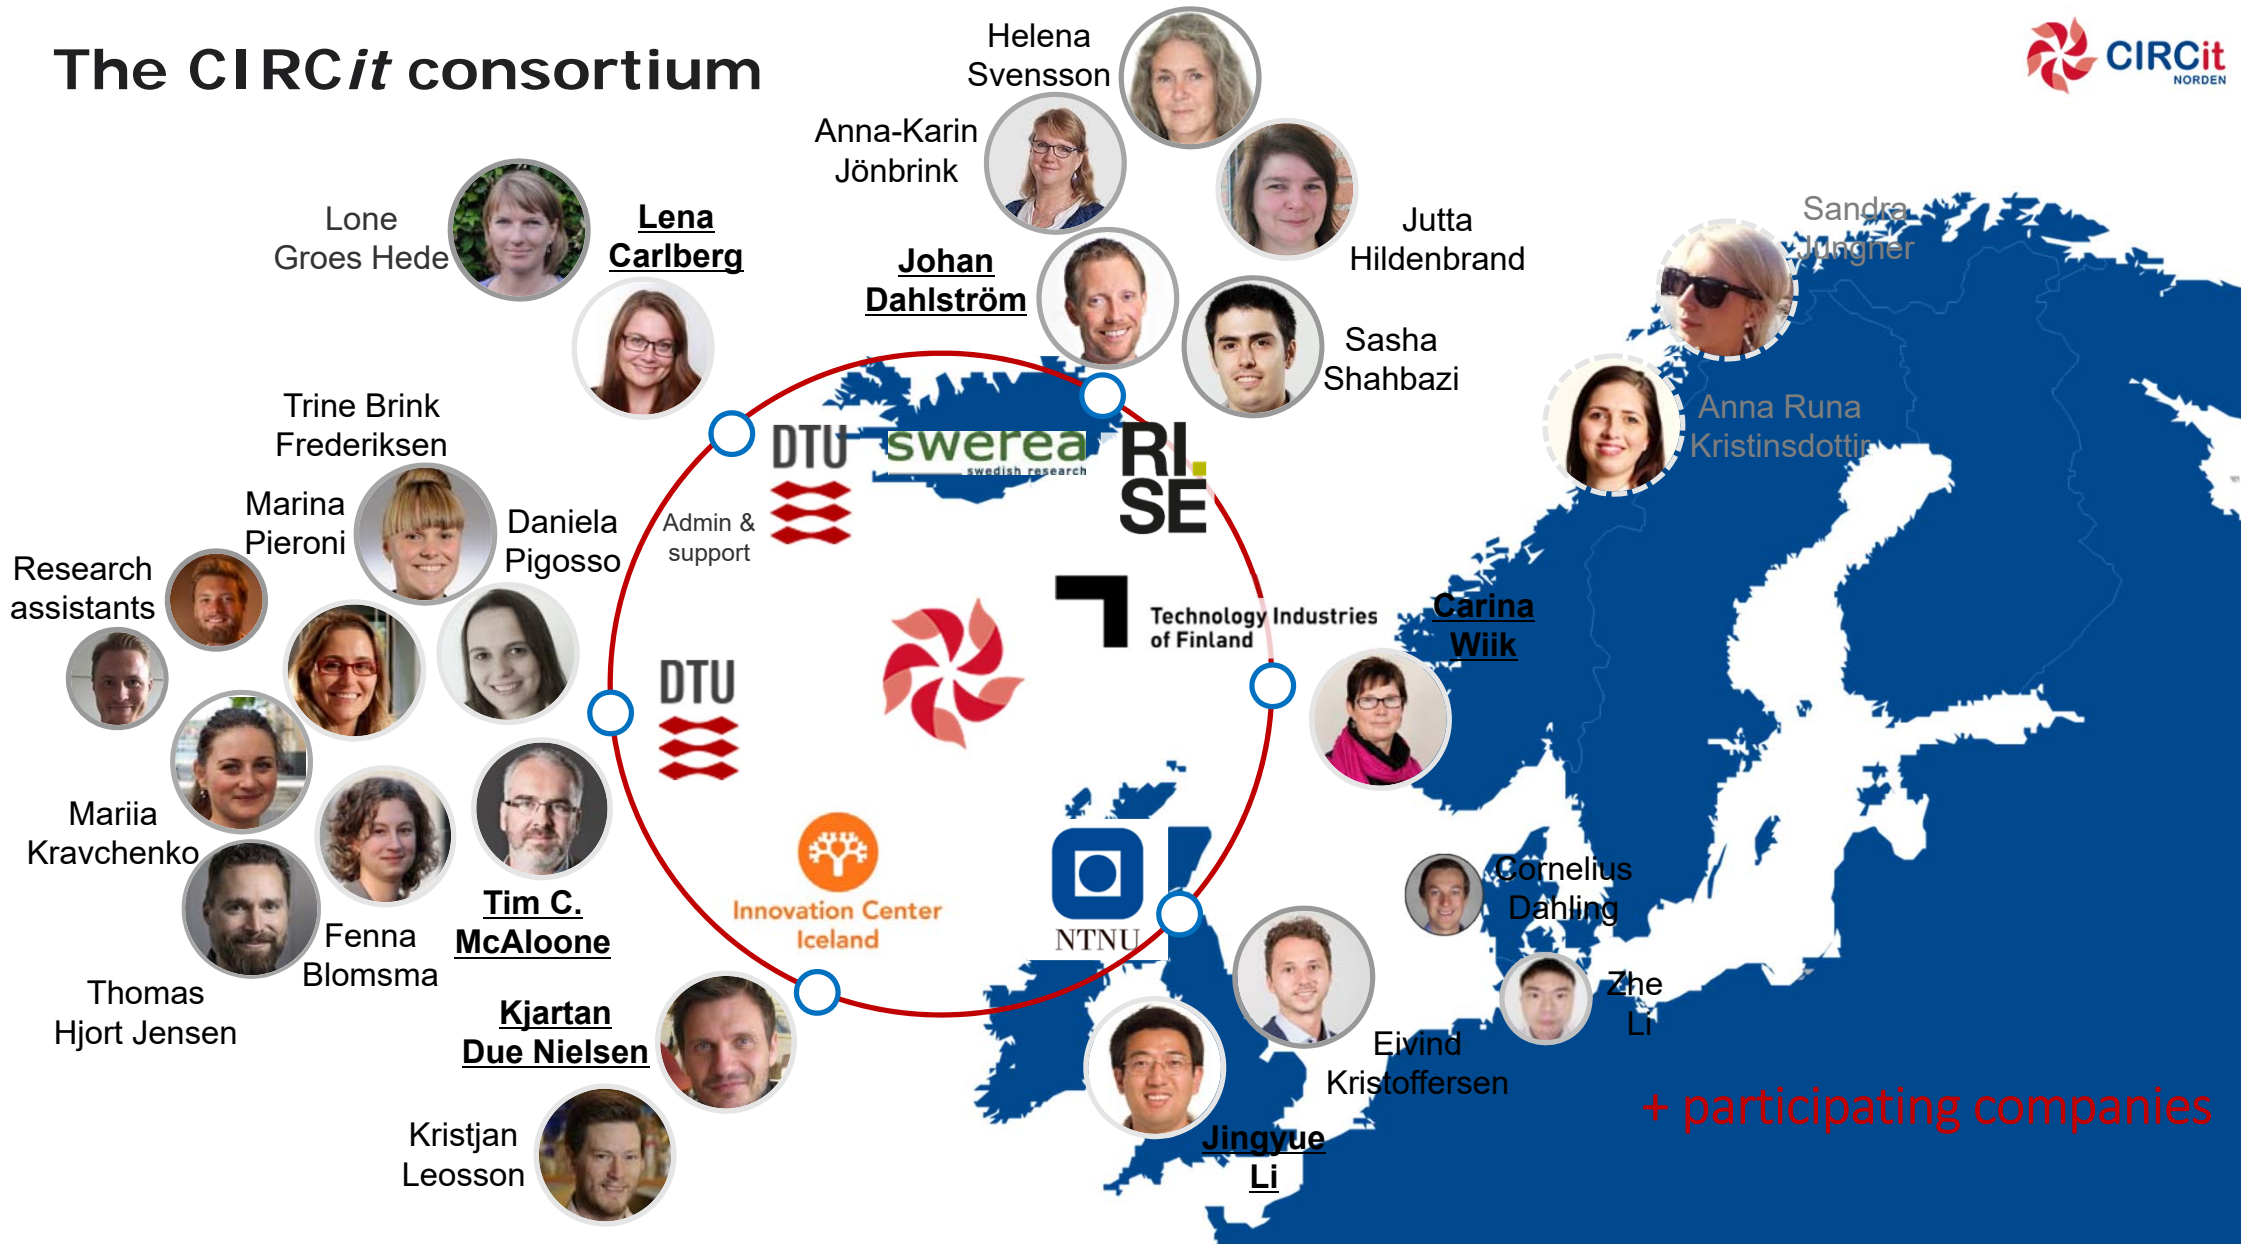 The CIRCit consortium
CIRCit
NORDEN
Helena
Svensson
Anna-Karin
Jönbrink
Jutta
Hildenbrand
Johan
Dahlström
Sasha
Shahbazi
Lone
Groes Hede
Lena
Carlberg
Sandra
Jungner
Anna Runa
Kristinsdottir
Trine Brink
Frederiksen
Marina
Pieroni
Daniela
Pigosso
Research
assistants
Admin &
support
DTU
swerea
swedish research
RI.
SE
Technology Industries
of Finland
Carina
Wiik
DTU
Mariia
Kravchenko
Tim C.
McAloone
Fenna
Blomsma
Thomas
Hjort Jensen
Innovation Center
Iceland
NTNU
Cornelius
Dahling
Zhe
Li
Eivind
Kristoffersen
Kjartan
Due Nielsen
Kristjan
Leosson
Jingyue
Li
+ participating companies